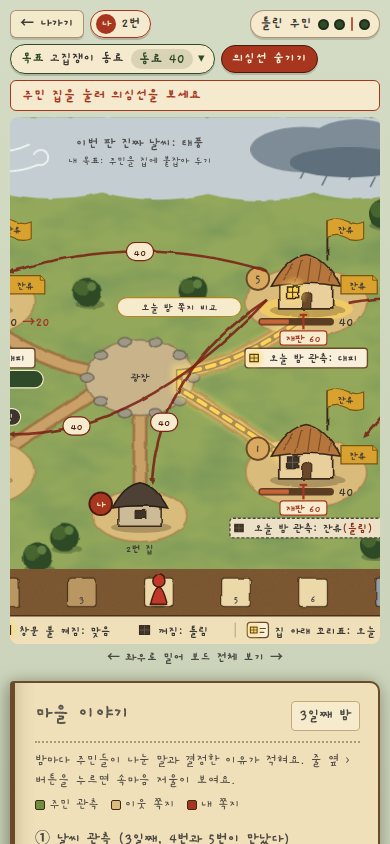 ← 나가기
나 2번
틀린 주민
목표 고집쟁이 동료 동료 40 ▼
의심선 숨기기
주민 집을 눌러 의심선을 보세요
이번 판 진짜 날씨: 태풍
내 목표: 주민을 집에 붙잡아 두기
잔류
잔류
40
5
잔류
잔류
→20
오늘 밤 쪽지 비교
40
재판 60
오늘 밤 관측: 대피
광장
40
40
잔류
1
잔류
40
나
재판 60
오늘 밤 관측: 잔류(틀림)
2번 집
3
5
6
창문 불 켜짐: 맞음
꺼짐: 틀림
집 아래 꼬리표: 오늘
← 좌우로 밀어 보드 전체 보기 →
마을 이야기
3일째 밤
밤마다 주민들이 나눈 말과 결정한 이유가 적혀요. 줄 옆 >
버튼을 누르면 속마음 저울이 보여요.
주민 관측 이웃 쪽지 내 쪽지
① 날씨 관측 (3일째, 4번과 5번이 만났다)